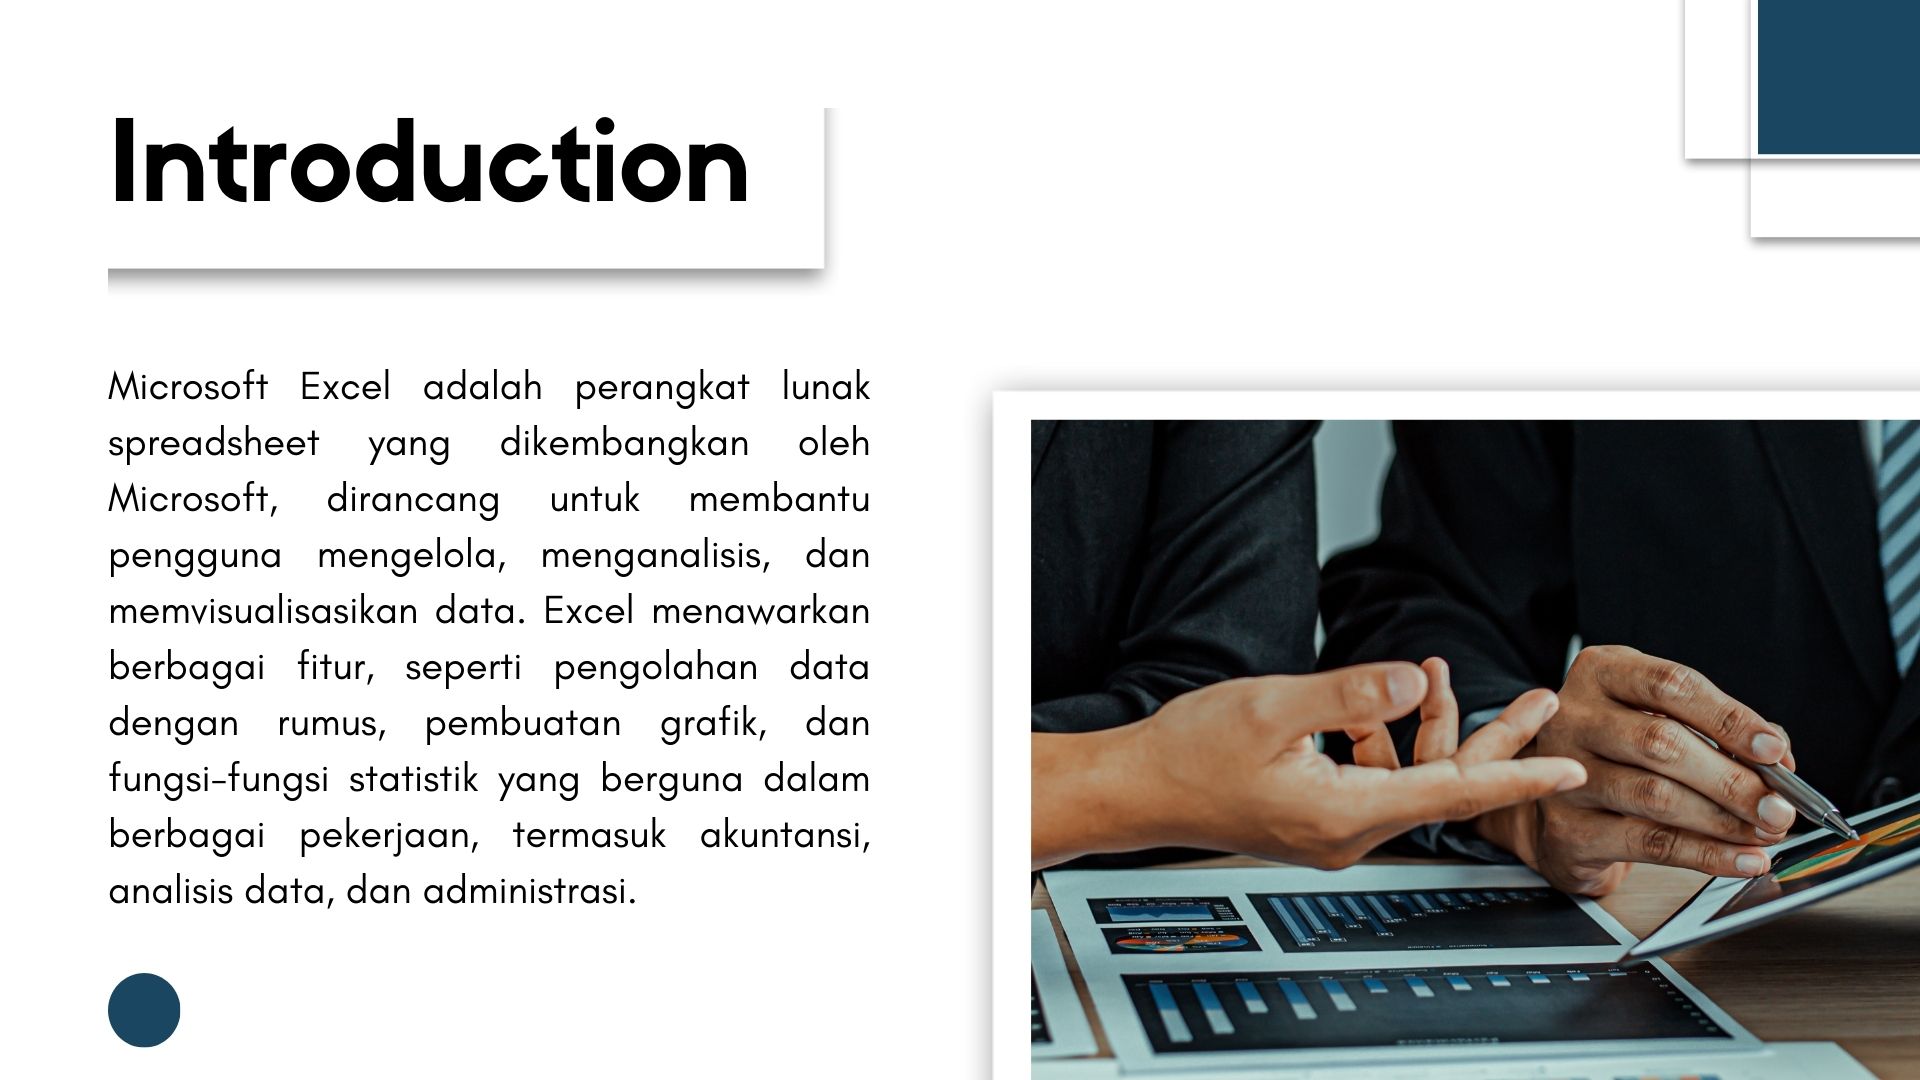 Introduction
Microsoft Excel adalah perangkat lunak
spreadsheet yang dikembangkan oleh
Microsoft, dirancang untuk membantu
pengguna mengelola, menganalisis, dan
memvisualisasikan data. Excel menawarkan
berbagai fitur, seperti pengolahan data
dengan rumus, pembuatan grafik, dan
fungsi-fungsi statistik yang berguna dalam
berbagai pekerjaan, termasuk akuntansi,
analisis data, dan administrasi.